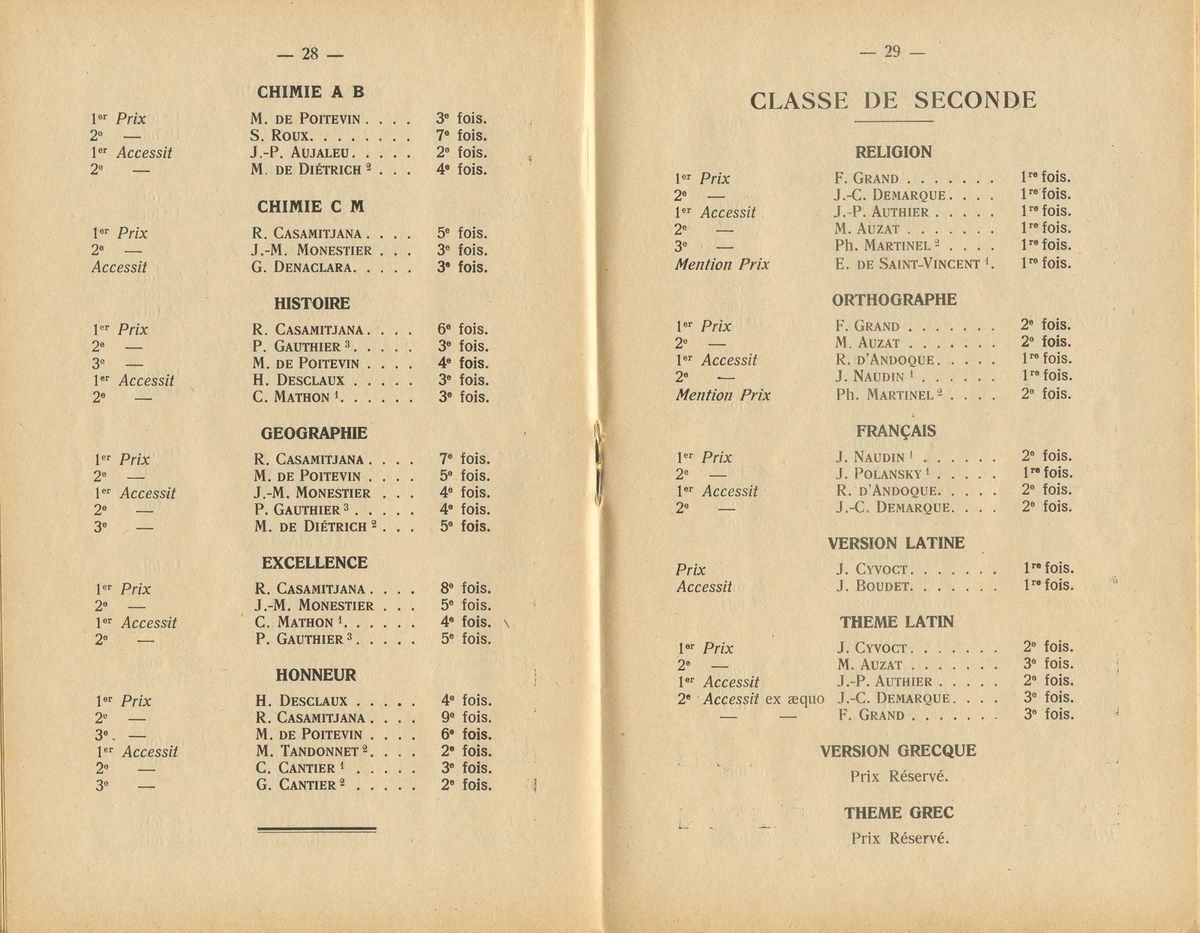 — 28 —
CHIMIE A B
1er Prix M. DE POITEVIN . . . . 3e fois.
2e — S. ROUX. . . . . . . . 7e fois.
1er Accessit J.-P. AUJALEU. . . . . 2e fois.
2e — M. DE DIÉTRICH 2 . . . 4e fois.
CHIMIE C M
1er Prix R. CASAMITJANA . . . . 5e fois.
2e — J.-M. MONESTIER . . . 3e fois.
Accessit G. DENACLARA. . . . . 3e fois.
HISTOIRE
1er Prix R. CASAMITJANA . . . . 6e fois.
2e — P. GAUTHIER 3. . . . . 3e fois.
3e — M. DE POITEVIN . . . . 4e fois.
1er Accessit H. DESCLAUX . . . . . 3e fois.
2e — C. MATHON 1. . . . . . 3e fois.
GEOGRAPHIE
1er Prix R. CASAMITJANA . . . . 7e fois.
2e — M. DE POITEVIN . . . . 5e fois.
1er Accessit J.-M. MONESTIER . . . 4e fois.
2e — P. GAUTHIER 3 . . . . . 4e fois.
3e — M. DE DIÉTRICH 2 . . . 5e fois.
EXCELLENCE
1er Prix R. CASAMITJANA . . . . 8e fois.
2e — J.-M. MONESTIER . . . 5e fois.
1er Accessit C. MATHON 1. . . . . . 4e fois.
2e — P. GAUTHIER 3 . . . . . 5e fois.
HONNEUR
1er Prix H. DESCLAUX . . . . . 4e fois.
2e — R. CASAMITJANA . . . . 9e fois.
3e. — M. DE POITEVIN . . . . 6e fois.
1er Accessit M. TANDONNET 2. . . . 2e fois.
2e — C. CANTIER 1 . . . . . 3e fois.
3e — G. CANTIER 2 . . . . . 2e fois.
— 29 —
CLASSE DE SECONDE
RELIGION
1er Prix F. GRAND . . . . . . . 1re fois.
2e — J.-C. DEMARQUE. . . . 1re fois.
1er Accessit J.-P. AUTHIER . . . . . 1re fois.
2e — M. AUZAT . . . . . . . 1re fois.
3e — Ph. MARTINEL 2 . . . . 1re fois.
Mention Prix E. DE SAINT-VINCENT 1. 1re fois.
ORTHOGRAPHE
1er Prix F. GRAND . . . . . . . 2e fois.
2e — M. AUZAT . . . . . . . 2e fois.
1er Accessit R. D'ANDOQUE. . . . . 1re fois.
2e — J. NAUDIN 1 . . . . . . 1re fois.
Mention Prix Ph. MARTINEL 2 . . . . 2e fois.
FRANÇAIS
1er Prix J. NAUDIN 1 . . . . . . 2e fois.
2e — J. POLANSKY 1 . . . . . 1re fois.
1er Accessit R. D'ANDOQUE. . . . . 2e fois.
2e — J.-C. DEMARQUE. . . . 2e fois.
VERSION LATINE
Prix J. CYVOCT. . . . . . . 1re fois.
Accessit J. BOUDET. . . . . . . 1re fois.
THEME LATIN
1er Prix J. CYVOCT. . . . . . . 2e fois.
2e — M. AUZAT . . . . . . . 3e fois.
1er Accessit J.-P. AUTHIER . . . . . 2e fois.
2e Accessit ex æquo J.-C. DEMARQUE. . . . 3e fois.
— — F. GRAND . . . . . . . 3e fois.
VERSION GRECQUE
Prix Réservé.
THEME GREC
Prix Réservé.